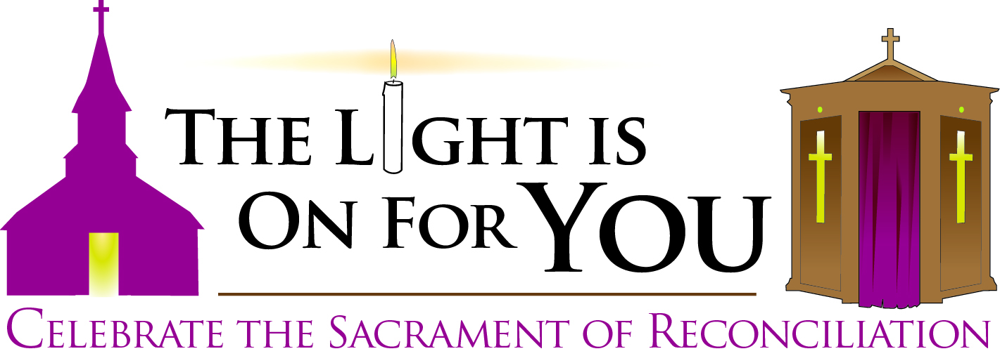 The Light is
On For You
Celebrate the Sacrament of Reconciliation